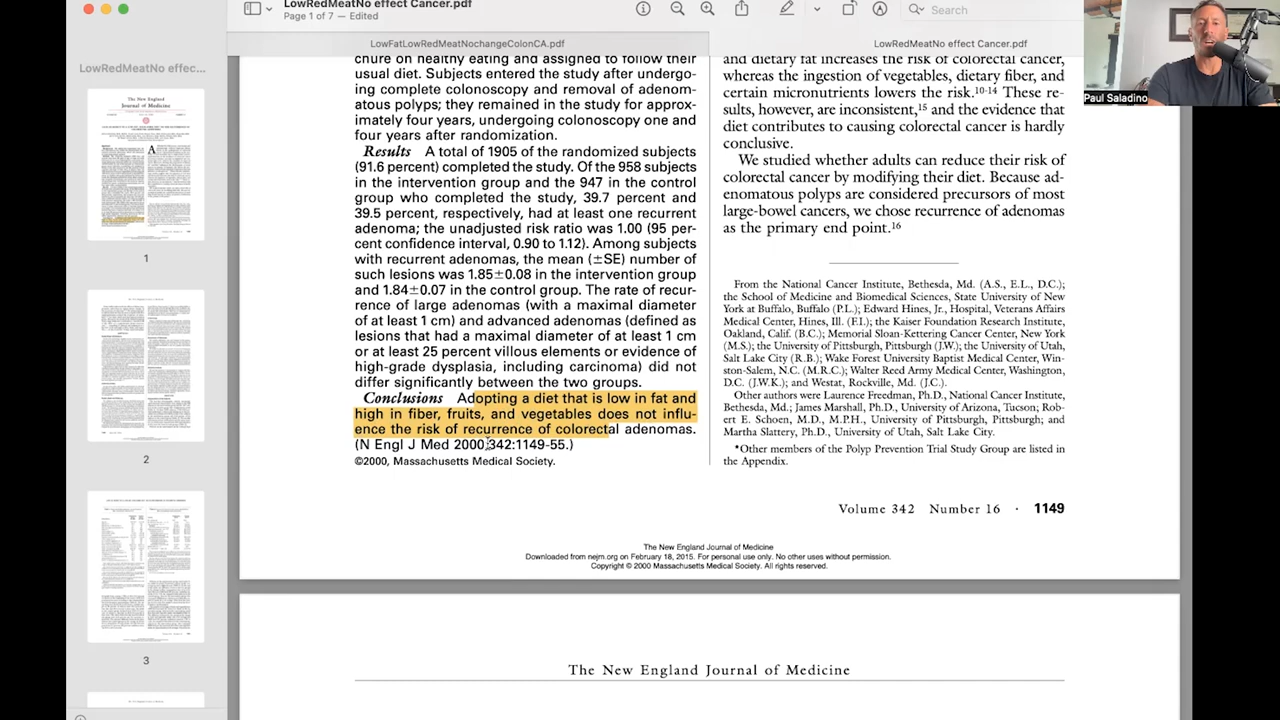 LowRedMeatNo effect Cancer.pdf
Page 1 of 7 — Edited
Search
Paul Saladino
LowFatLowRedMeatNochangeColonCA.pdf
LowRedMeatNo effect Cancer.pdf
LowRedMeatNo effec...
1
2
3
chure on healthy eating and assigned to follow their
usual diet. Subjects entered the study after undergo-
ing complete colonoscopy and removal of adenom-
atous polyps; they remained in the study for approx-
imately four years, undergoing colonoscopy one and
four years after randomization.
Results A total of 1905 of the randomized subjects
(91.6 percent) completed the study. Of the 958 subjects
in the intervention group and the 947 in the control
group who completed the study, 39.7 percent and
39.5 percent, respectively, had at least one recurrent
adenoma; the unadjusted risk ratio was 1.00 (95 per-
cent confidence interval, 0.90 to 1.12). Among subjects
with recurrent adenomas, the mean (±SE) number of
such lesions was 1.85±0.08 in the intervention group
and 1.84±0.07 in the control group. The rate of recur-
rence of large adenomas (with a maximal diameter
of at least 1 cm) and advanced adenomas (defined as
lesions that had a maximal diameter of at least 1 cm
or at least 25 percent villous elements or evidence of
high-grade dysplasia, including carcinoma) did not
differ significantly between the two groups.
Conclusions Adopting a diet that is low in fat and
high in fiber, fruits, and vegetables does not influ-
ence the risk of recurrence of colorectal adenomas.
(N Engl J Med 2000;342:1149-55.)
©2000, Massachusetts Medical Society.
and dietary fat increases the risk of colorectal cancer,
whereas the ingestion of vegetables, dietary fiber, and
certain micronutrients lowers the risk.10-14 These re-
sults, however, are inconsistent,15 and the idea that
diet contributes to causing colorectal cancer is hardly
conclusive.
We studied whether adults can reduce their risk of
colorectal cancer by modifying their diet. Because ad-
enomatous polyps are considered precursors of most
large-bowel cancers, we chose recurrence of adenomas
as the primary end point.16
From the National Cancer Institute, Bethesda, Md. (A.S., E.L., D.C.);
the School of Medicine and Biomedical Sciences, State University of New
York at Buffalo, Buffalo (P.L.); Edward Hines, Jr., Hospital, Veterans Affairs
Medical Center, Hines, Ill. (F.I.); the Kaiser Foundation Research Institute,
Oakland, Calif. (B.C.); Memorial Sloan-Kettering Cancer Center, New York
(M.S.); the University of Pittsburgh, Pittsburgh (J.W.); the University of Utah,
Salt Lake City (R.B.); Wake Forest University Baptist Medical Center, Win-
ston-Salem, N.C. (M.R.C.); Walter Reed Army Medical Center, Washington,
D.C. (J.W.K.); and Westat, Rockville, Md. (J.C.).
Other authors were Laurence Freedman, Ph.D., National Cancer Institute,
Bethesda, Md.; James Marshall, Ph.D., University of Arizona, Tucson; Rob-
ert E. Schoen, M.D., M.P.H., University of Pittsburgh, Pittsburgh; and
Martha Slattery, Ph.D., University of Utah, Salt Lake City.
*Other members of the Polyp Prevention Trial Study Group are listed in
the Appendix.
Volume 342 Number 16 · 1149
The New England Journal of Medicine
Downloaded from nejm.org on February 18, 2015. For personal use only. No other uses without permission.
Copyright © 2000 Massachusetts Medical Society. All rights reserved.
The New England Journal of Medicine